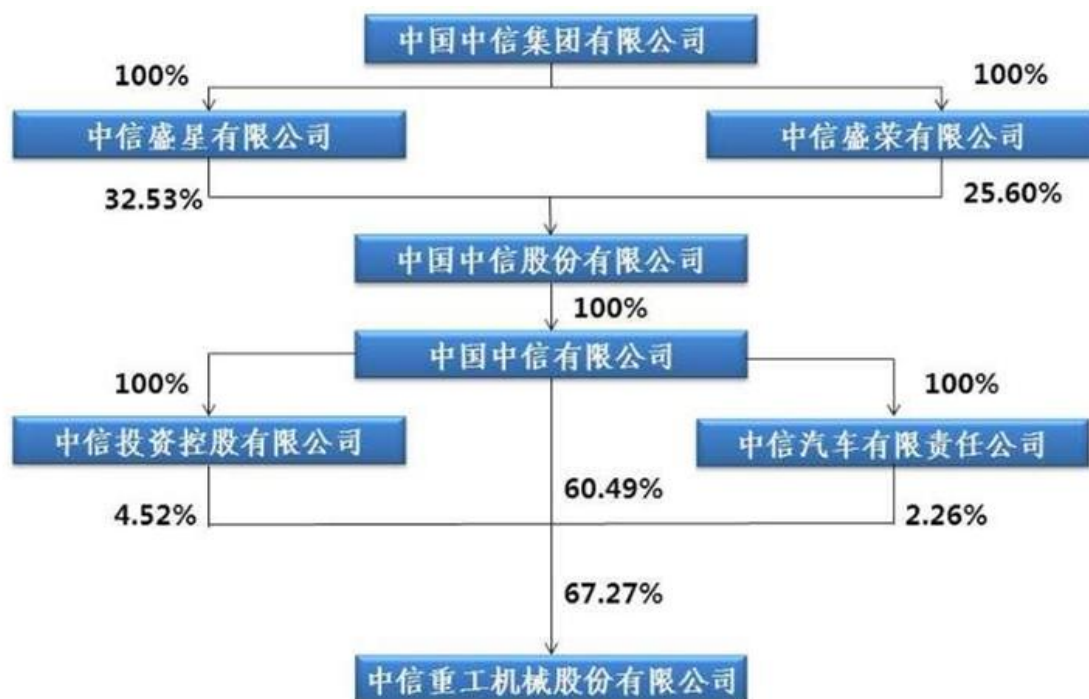 中国中信集团有限公司
100%
100%
中信盛星有限公司
中信盛荣有限公司
32.53%
25.60%
中国中信股份有限公司
100%
中国中信有限公司
100%
100%
中信投资控股有限公司
中信汽车有限责任公司
60.49%
4.52%
2.26%
67.27%
中信重工机械股份有限公司